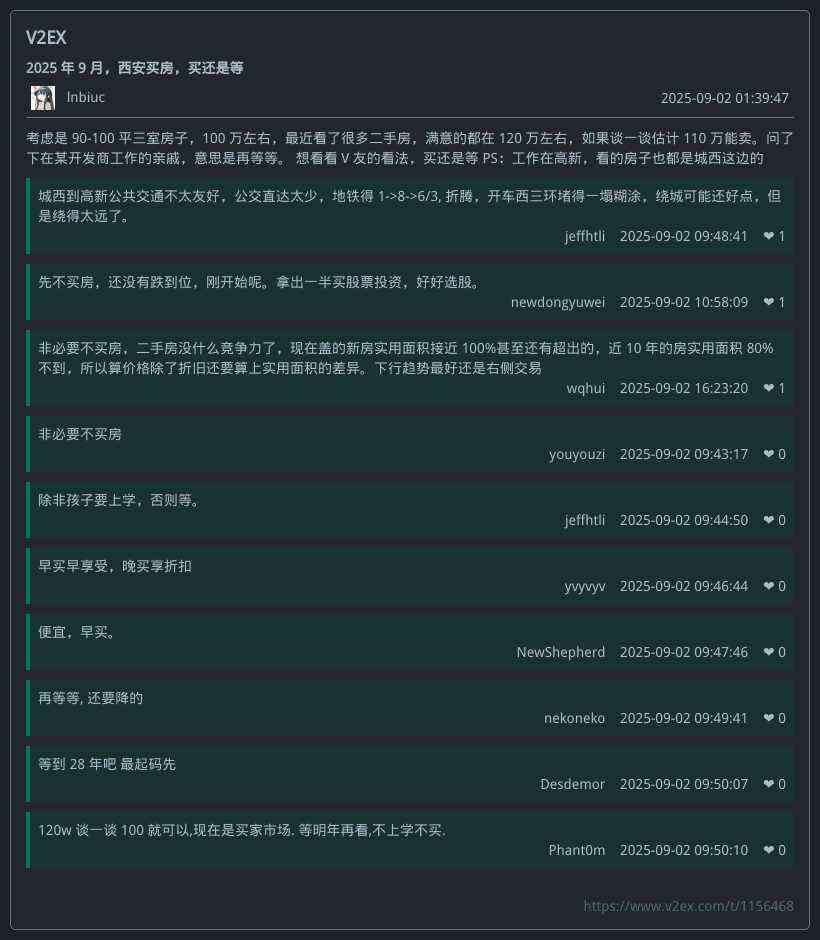 V2EX
2025 年 9 月，西安买房，买还是等
lnbiuc
2025-09-02 01:39:47
考虑是 90-100 平三室房子，100 万左右，最近看了很多二手房，满意的都在 120 万左右，如果谈一谈估计 110 万能卖。问了
下在某开发商工作的亲戚，意思是再等等。 想看看 V 友的看法，买还是等 PS：工作在高新，看的房子也都是城西这边的
城西到高新公共交通不太友好，公交直达太少，地铁得 1->8->6/3, 折腾，开车西三环堵得一塌糊涂，绕城可能还好点，但
是绕得太远了。
jeffhtli 2025-09-02 09:48:41 ❤ 1
先不买房，还没有跌到位，刚开始呢。拿出一半买股票投资，好好选股。
newdongyuwei 2025-09-02 10:58:09 ❤ 1
非必要不买房，二手房没什么竞争力了，现在盖的新房实用面积接近 100%甚至还有超出的，近 10 年的房实用面积 80%
不到，所以算价格除了折旧还要算上实用面积的差异。下行趋势最好还是右侧交易
wqhui 2025-09-02 16:23:20 ❤ 1
非必要不买房
youyouzi 2025-09-02 09:43:17 ❤ 0
除非孩子要上学，否则等。
jeffhtli 2025-09-02 09:44:50 ❤ 0
早买早享受，晚买享折扣
yvyvyv 2025-09-02 09:46:44 ❤ 0
便宜，早买。
NewShepherd 2025-09-02 09:47:46 ❤ 0
再等等, 还要降的
nekoneko 2025-09-02 09:49:41 ❤ 0
等到 28 年吧 最起码先
Desdemor 2025-09-02 09:50:07 ❤ 0
120w 谈一谈 100 就可以,现在是买家市场. 等明年再看,不上学不买.
Phant0m 2025-09-02 09:50:10 ❤ 0
https://www.v2ex.com/t/1156468